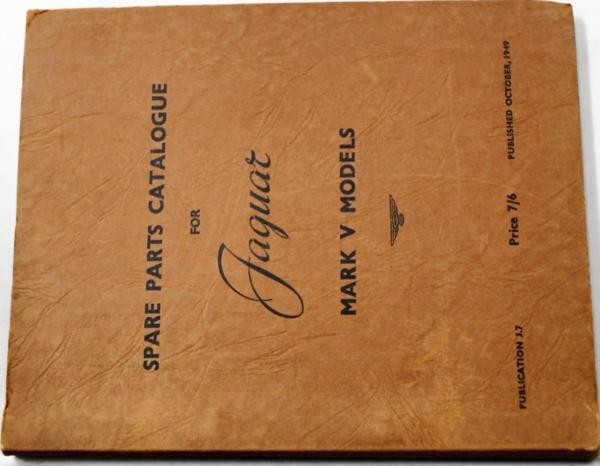 SPARE PARTS CATALOGUE
FOR
Jaguar
MARK V MODELS
PUBLICATION J.7
Price 7/6
PUBLISHED OCTOBER, 1949